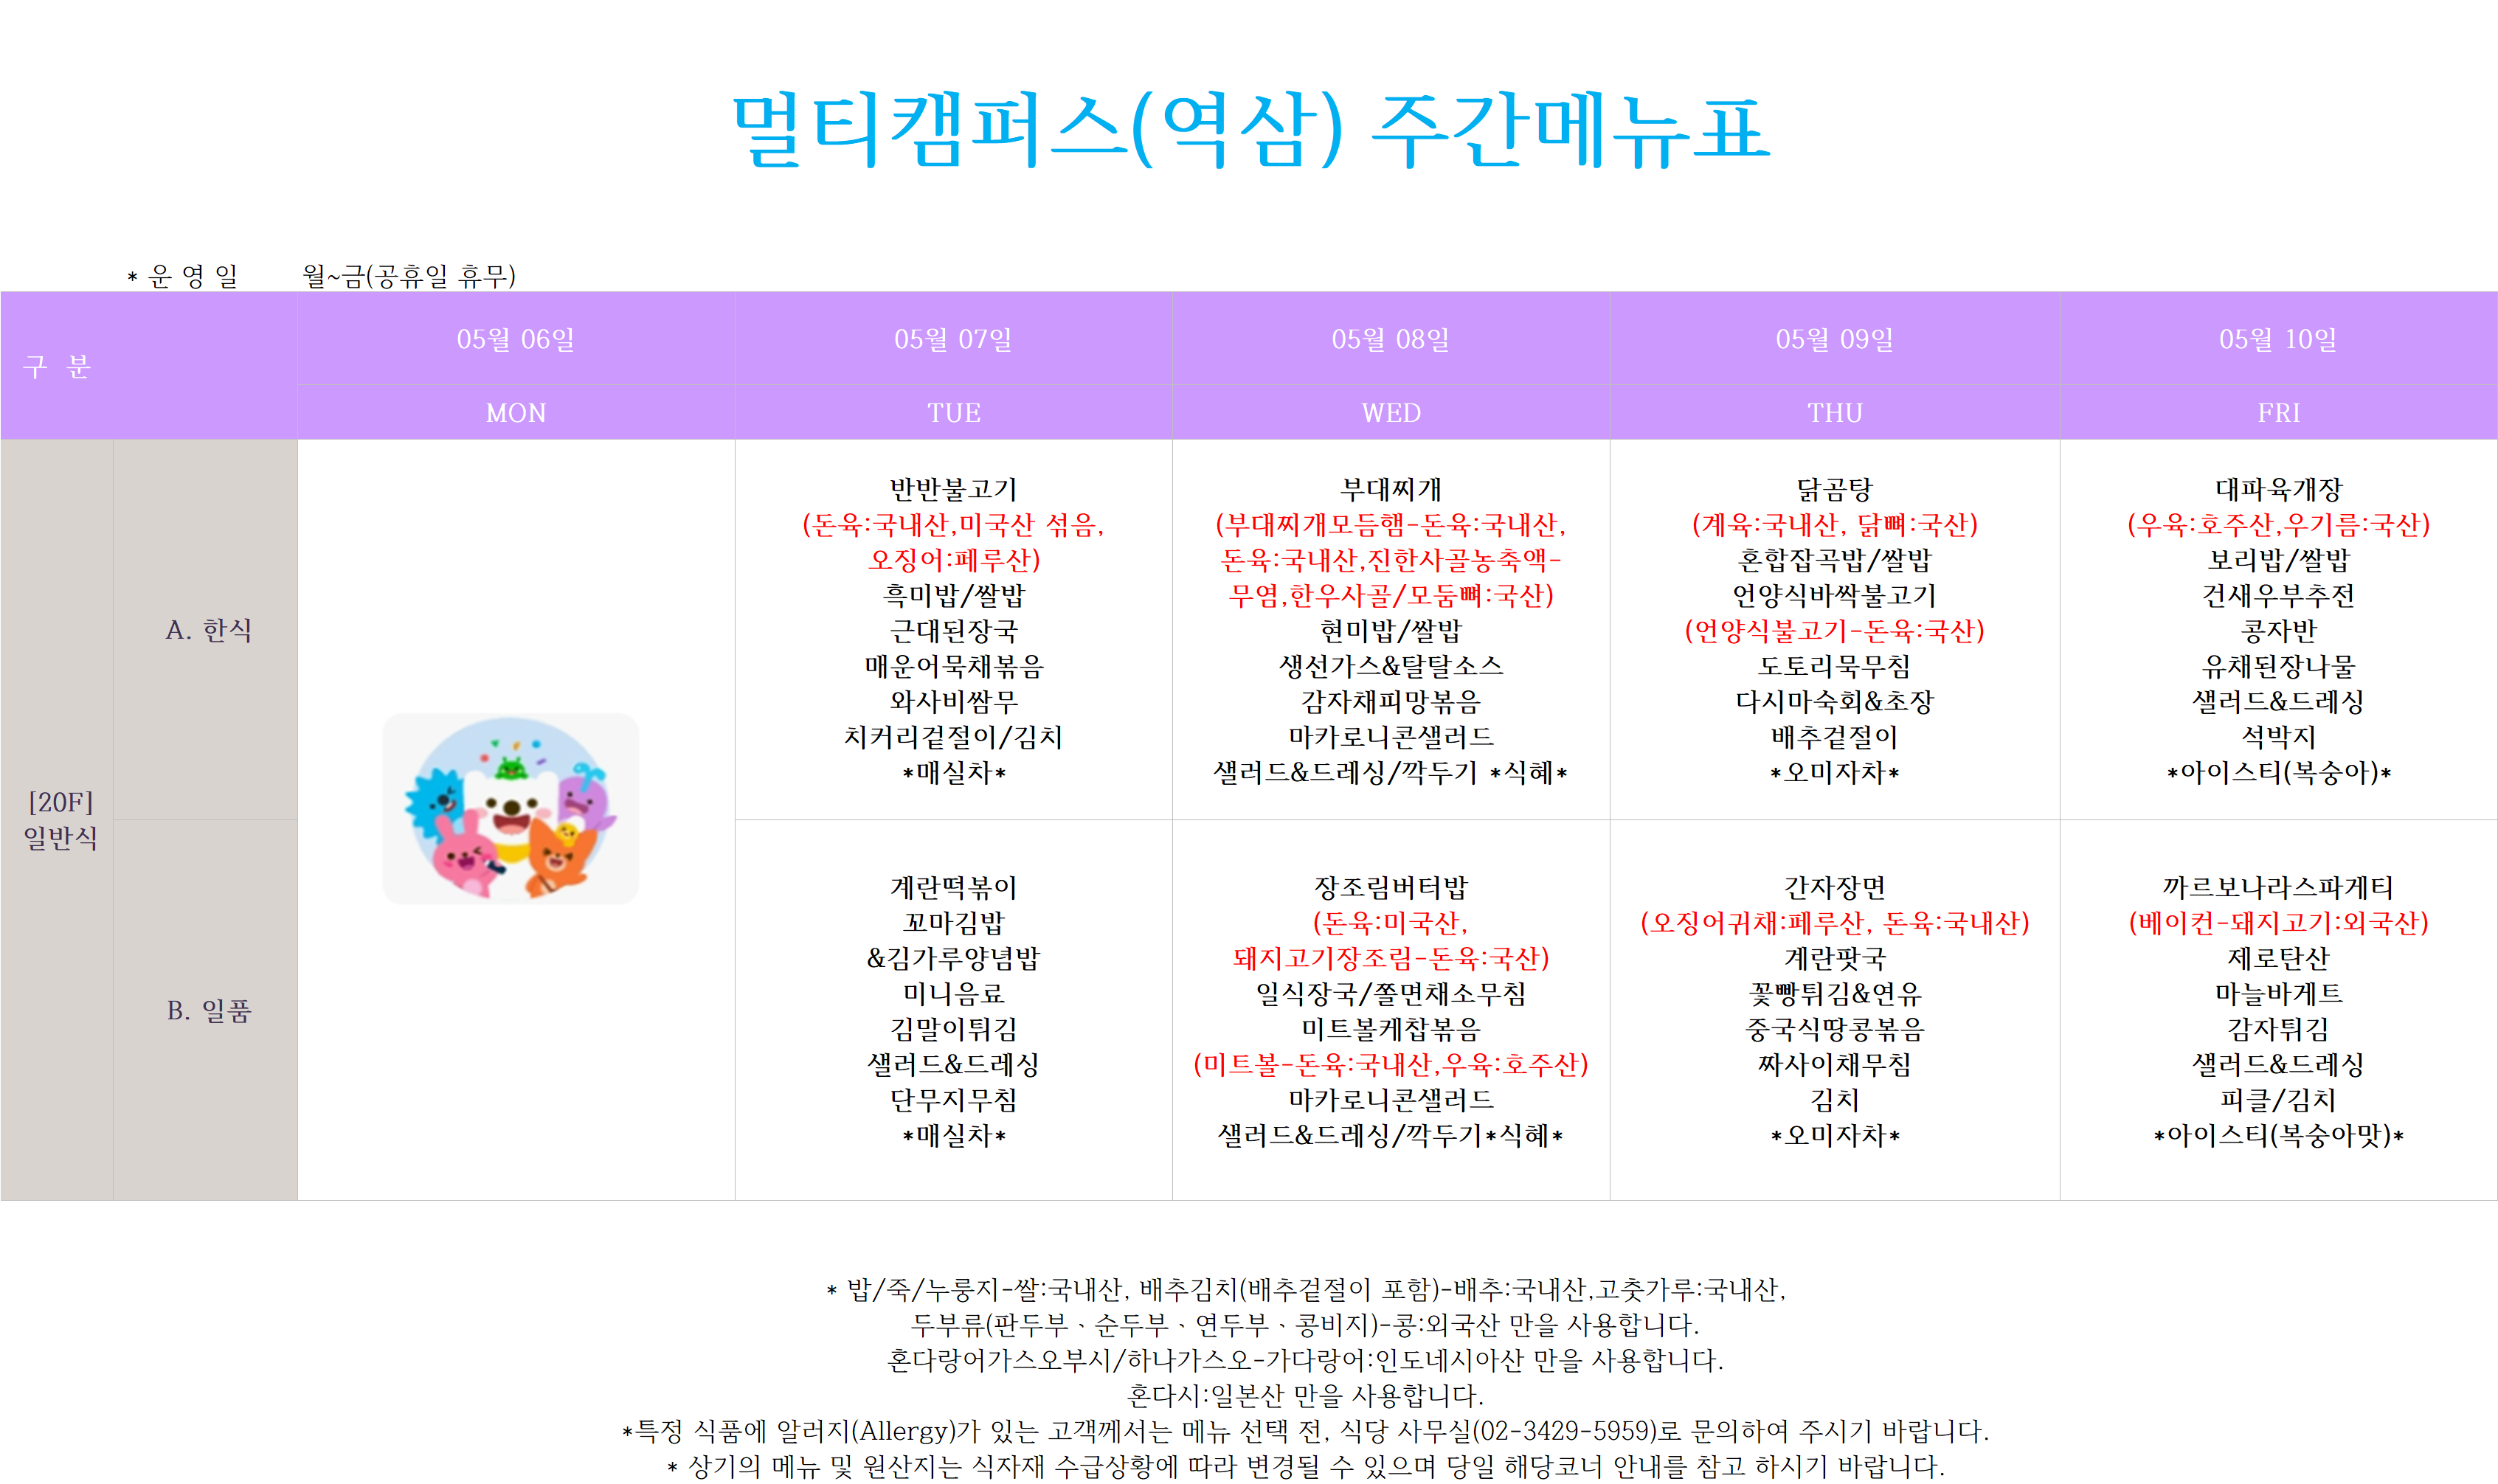 멀티캠퍼스(역삼) 주간메뉴표
* 운 영 일 월~금(공휴일 휴무)
구 분
05월 06일
05월 07일
05월 08일
05월 09일
05월 10일
MON
TUE
WED
THU
FRI
[20F]
일반식
A. 한식
반반불고기
(돈육:국내산,미국산 섞음,
오징어:페루산)
흑미밥/쌀밥
근대된장국
매운어묵채볶음
와사비쌈무
치커리겉절이/김치
*매실차*
부대찌개
(부대찌개모듬햄-돈육:국내산,
돈육:국내산,진한사골농축액-
무염,한우사골/모둠뼈:국산)
현미밥/쌀밥
생선가스&탈탈소스
감자채피망볶음
마카로니콘샐러드
샐러드&드레싱/깍두기 *식혜*
닭곰탕
(계육:국내산, 닭뼈:국산)
혼합잡곡밥/쌀밥
언양식바싹불고기
(언양식불고기-돈육:국산)
도토리묵무침
다시마숙회&초장
배추겉절이
*오미자차*
대파육개장
(우육:호주산,우기름:국산)
보리밥/쌀밥
건새우부추전
콩자반
유채된장나물
샐러드&드레싱
석박지
*아이스티(복숭아)*
B. 일품
계란떡볶이
꼬마김밥
&김가루양념밥
미니음료
김말이튀김
샐러드&드레싱
단무지무침
*매실차*
장조림버터밥
(돈육:미국산,
돼지고기장조림-돈육:국산)
일식장국/쫄면채소무침
미트볼케찹볶음
(미트볼-돈육:국내산,우육:호주산)
마카로니콘샐러드
샐러드&드레싱/깍두기*식혜*
간자장면
(오징어귀채:페루산, 돈육:국내산)
계란팟국
꽃빵튀김&연유
중국식땅콩볶음
짜사이채무침
김치
*오미자차*
까르보나라스파게티
(베이컨-돼지고기:외국산)
제로탄산
마늘바게트
감자튀김
샐러드&드레싱
피클/김치
*아이스티(복숭아맛)*
* 밥/죽/누룽지-쌀:국내산, 배추김치(배추겉절이 포함)-배추:국내산,고춧가루:국내산,
두부류(판두부、순두부、연두부、콩비지)-콩:외국산 만을 사용합니다.
혼다랑어가스오부시/하나가스오-가다랑어:인도네시아산 만을 사용합니다.
혼다시:일본산 만을 사용합니다.
*특정 식품에 알러지(Allergy)가 있는 고객께서는 메뉴 선택 전, 식당 사무실(02-3429-5959)로 문의하여 주시기 바랍니다.
* 상기의 메뉴 및 원산지는 식자재 수급상황에 따라 변경될 수 있으며 당일 해당코너 안내를 참고 하시기 바랍니다.